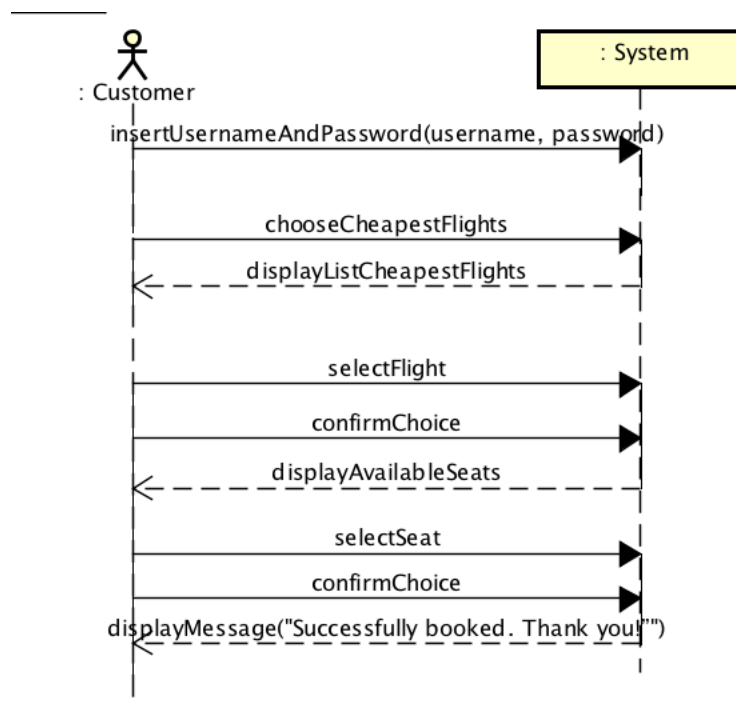 : Customer
: System
insertUsernameAndPassword(username, password)
chooseCheapestFlights
displayListCheapestFlights
selectFlight
confirmChoice
displayAvailableSeats
selectSeat
confirmChoice
displayMessage("Successfully booked. Thank you!”")